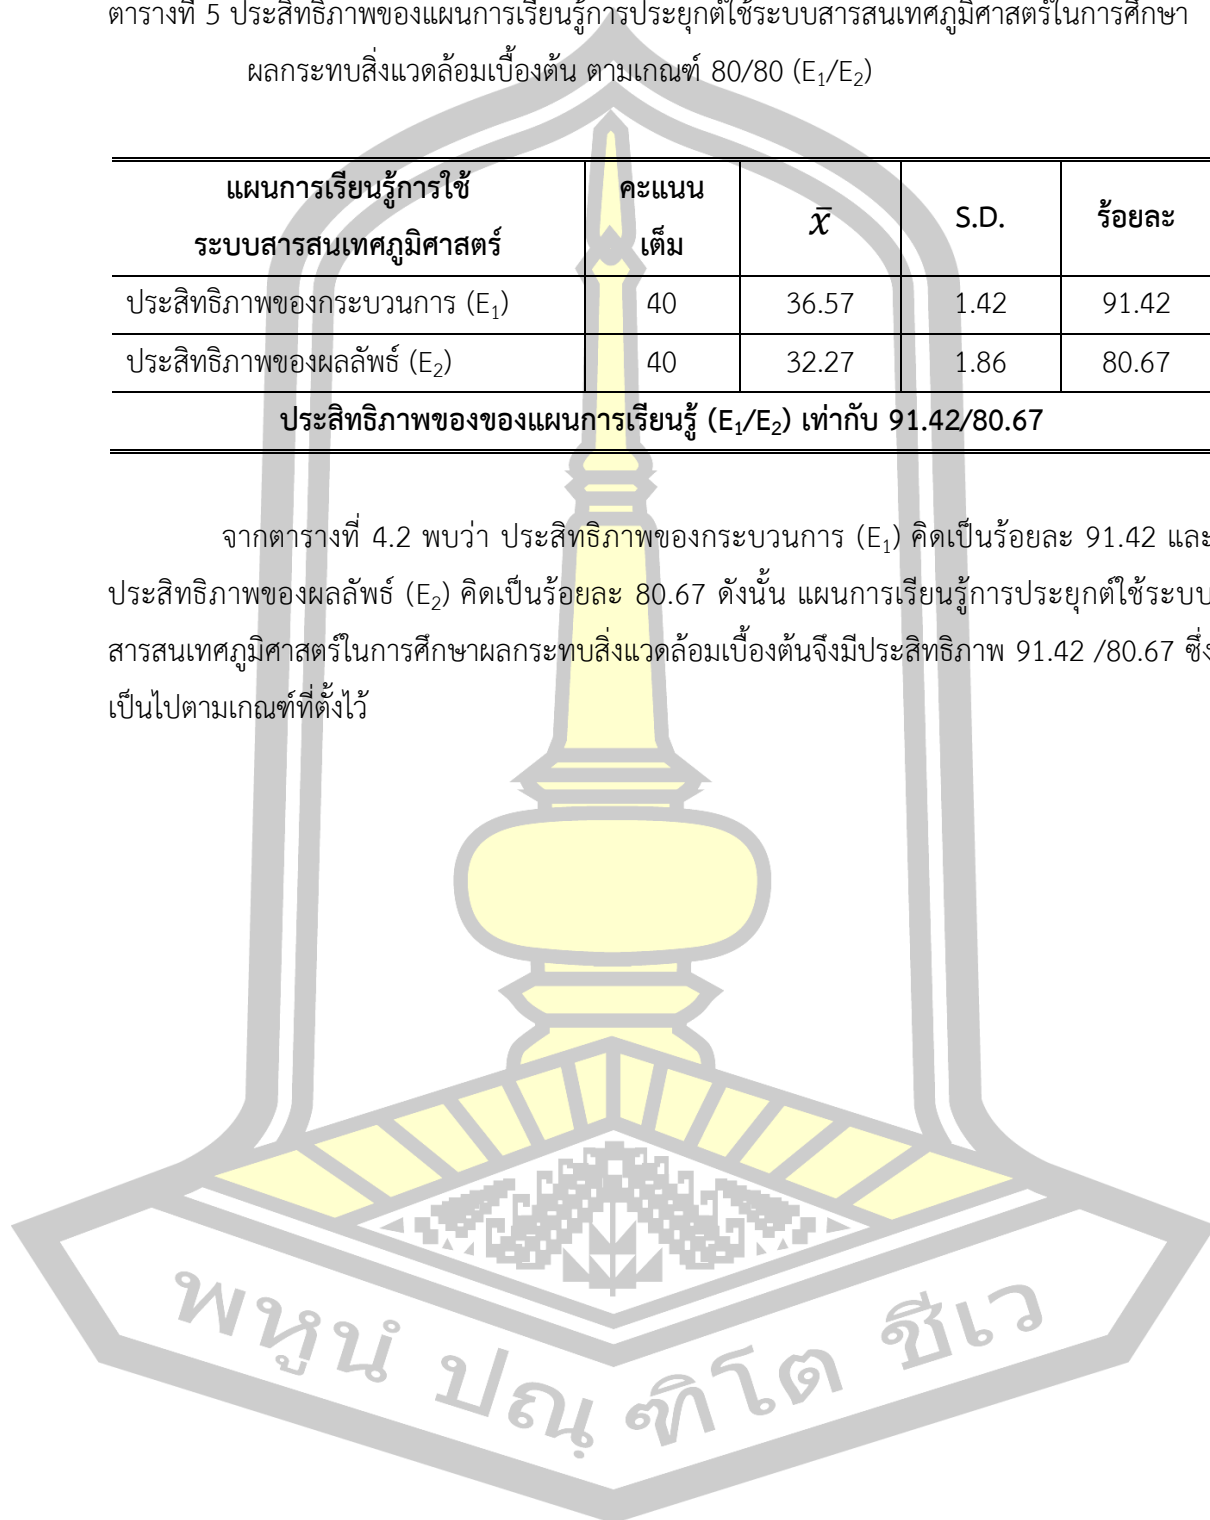 ตารางที่ 5 ประสิทธิภาพของแผนการเรียนรู้การประยุกต์ใช้ระบบสารสนเทศภูมิศาสตร์ในการศึกษา
ผลกระทบสิ่งแวดล้อมเบื้องต้น ตามเกณฑ์ 80/80 (E₁/E₂)
แผนการเรียนรู้การใช้
ระบบสารสนเทศภูมิศาสตร์
คะแนน
เต็ม
x̄
S.D.
ร้อยละ
ประสิทธิภาพของกระบวนการ (E₁) 40 36.57 1.42 91.42
ประสิทธิภาพของผลลัพธ์ (E₂) 40 32.27 1.86 80.67
ประสิทธิภาพของของแผนการเรียนรู้ (E₁/E₂) เท่ากับ 91.42/80.67
จากตารางที่ 4.2 พบว่า ประสิทธิภาพของกระบวนการ (E₁) คิดเป็นร้อยละ 91.42 และ
ประสิทธิภาพของผลลัพธ์ (E₂) คิดเป็นร้อยละ 80.67 ดังนั้น แผนการเรียนรู้การประยุกต์ใช้ระบบ
สารสนเทศภูมิศาสตร์ในการศึกษาผลกระทบสิ่งแวดล้อมเบื้องต้นจึงมีประสิทธิภาพ 91.42 /80.67 ซึ่ง
เป็นไปตามเกณฑ์ที่ตั้งไว้
พหูนํ ปณฺฑิโต ชีเว